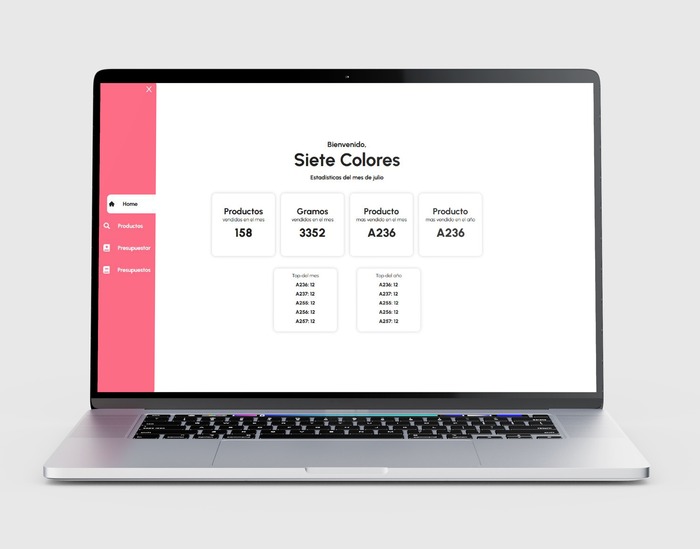 Bienvenido,
Siete Colores
Estadísticas del mes de julio
Home
Productos
Presupuestar
Presupuestos
Productos
vendidos en el mes
158
Gramos
vendidos en el mes
3352
Producto
mas vendido en el mes
A236
Producto
mas vendido en el año
A236
Top del mes
A236: 12
A237: 12
A255: 12
A256: 12
A257: 12
Top del año
A236: 12
A237: 12
A255: 12
A256: 12
A257: 12